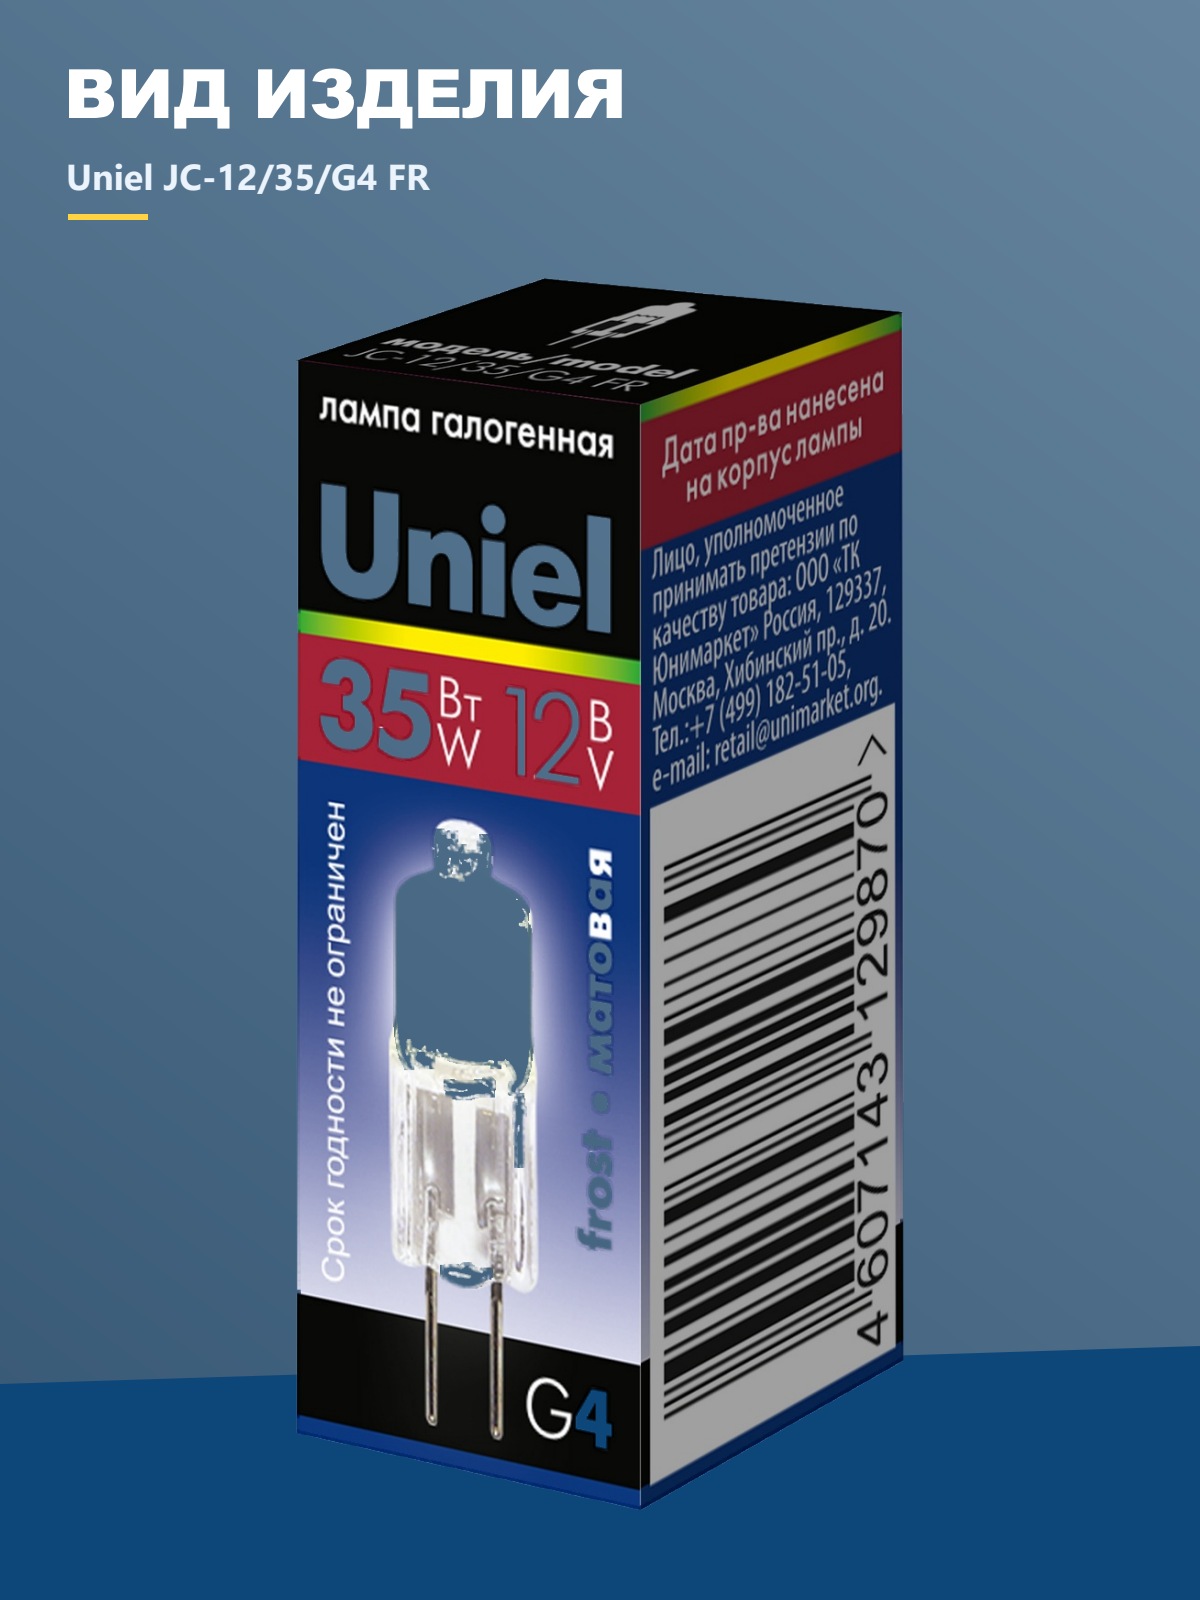 ВИД ИЗДЕЛИЯ
Uniel JC-12/35/G4 FR
модель/model
JC-12/35/G4 FR
лампа галогенная
Uniel
35 Вт W 12 В V
Срок годности не ограничен
frost • матовая
G4
Дата пр-ва нанесена
на корпус лампы
Лицо, уполномоченное
принимать претензии по
качеству товара: ООО «ТК
Юнимаркет» Россия, 129337,
Москва, Хибинский пр., д. 20.
Тел.:+7 (499) 182-51-05,
e-mail: retail@unimarket.org.
4 607143 129870 >